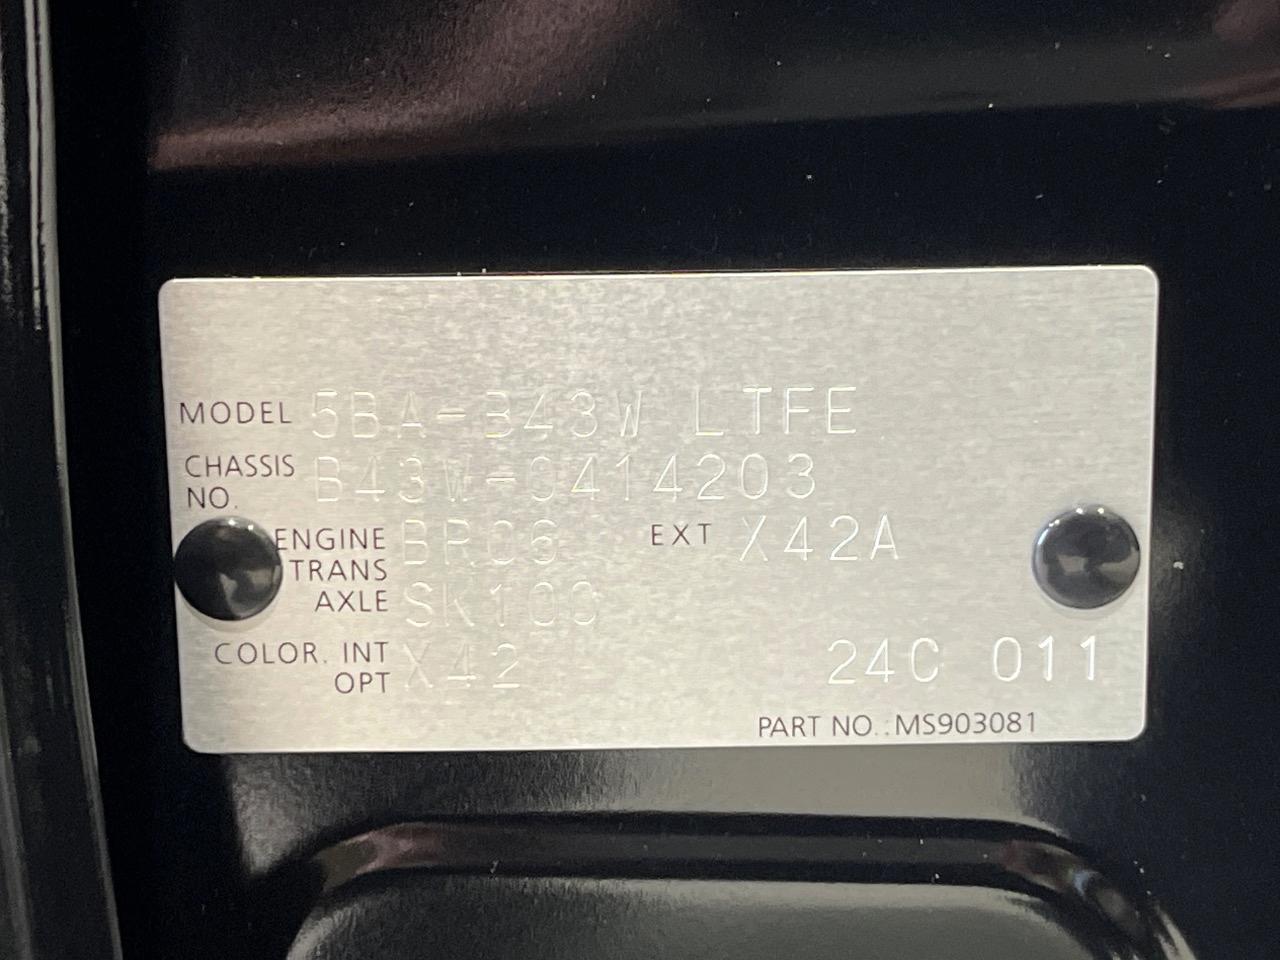 MODEL 5BA-B43W LTFE
CHASSIS NO. B43W-0414203
ENGINE BR06 EXT X42A
TRANS AXLE SK100
COLOR. INT OPT X42 24C 011
PART NO.:MS903081